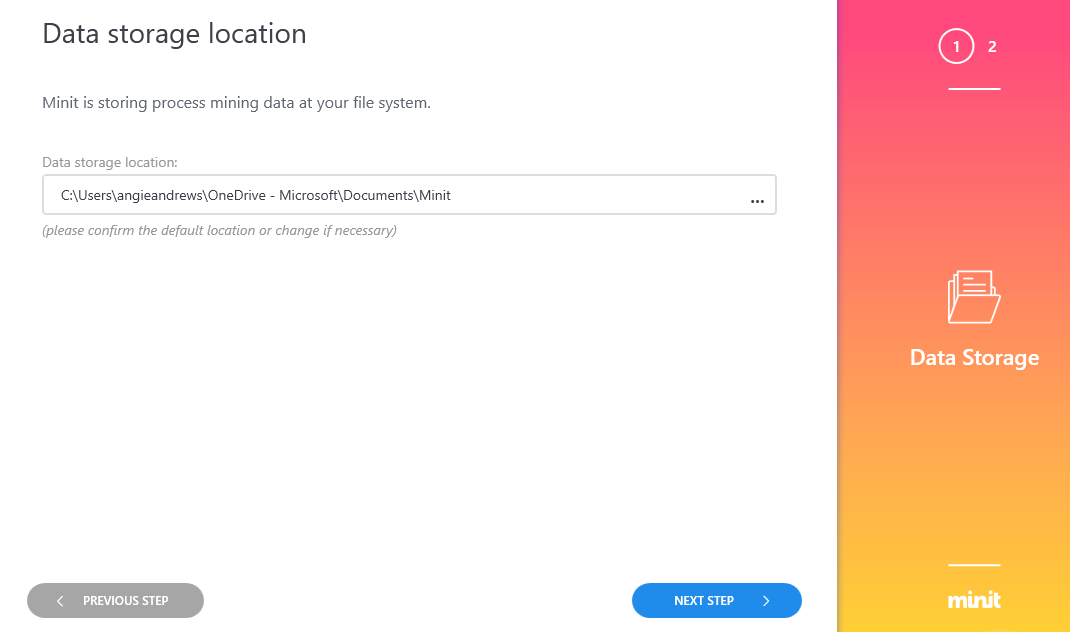 Data storage location
1 2
Minit is storing process mining data at your file system.
Data storage location:
C:\Users\angieandrews\OneDrive - Microsoft\Documents\Minit
...
(please confirm the default location or change if necessary)
Data Storage
PREVIOUS STEP
NEXT STEP
minit